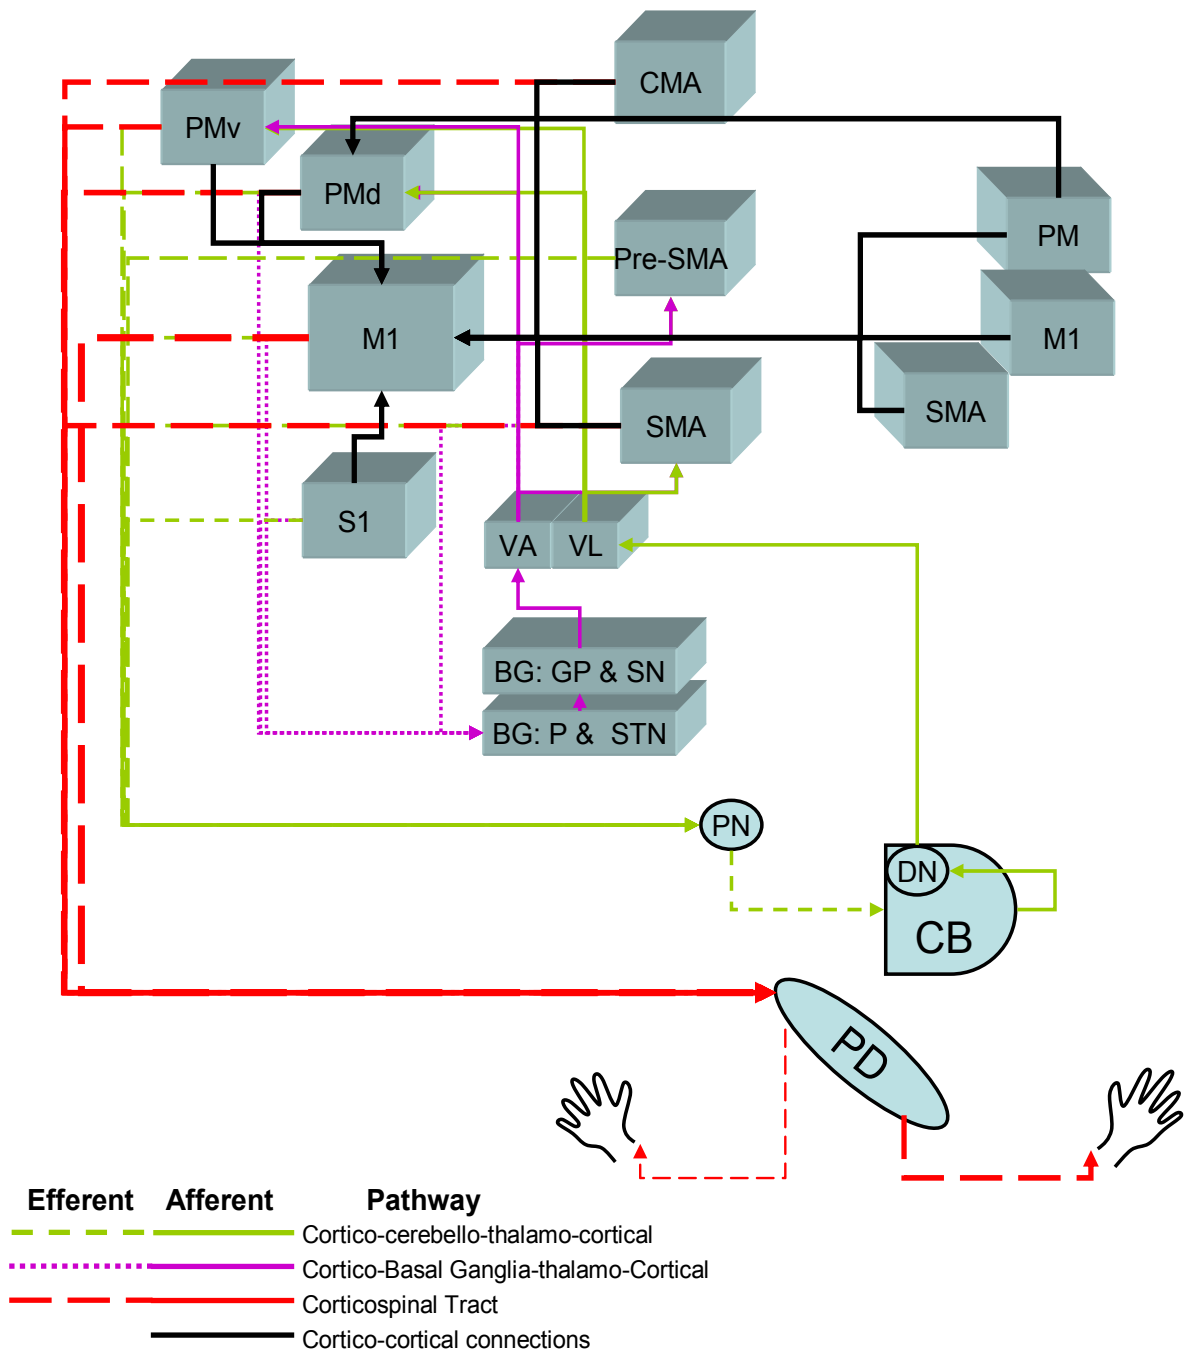 CMA
PMv
PMd
PM
Pre-SMA
M1
M1
SMA
SMA
S1
VA
VL
BG: GP & SN
BG: P & STN
PN
DN
CB
PD
Efferent Afferent Pathway
Cortico-cerebello-thalamo-cortical
Cortico-Basal Ganglia-thalamo-Cortical
Corticospinal Tract
Cortico-cortical connections